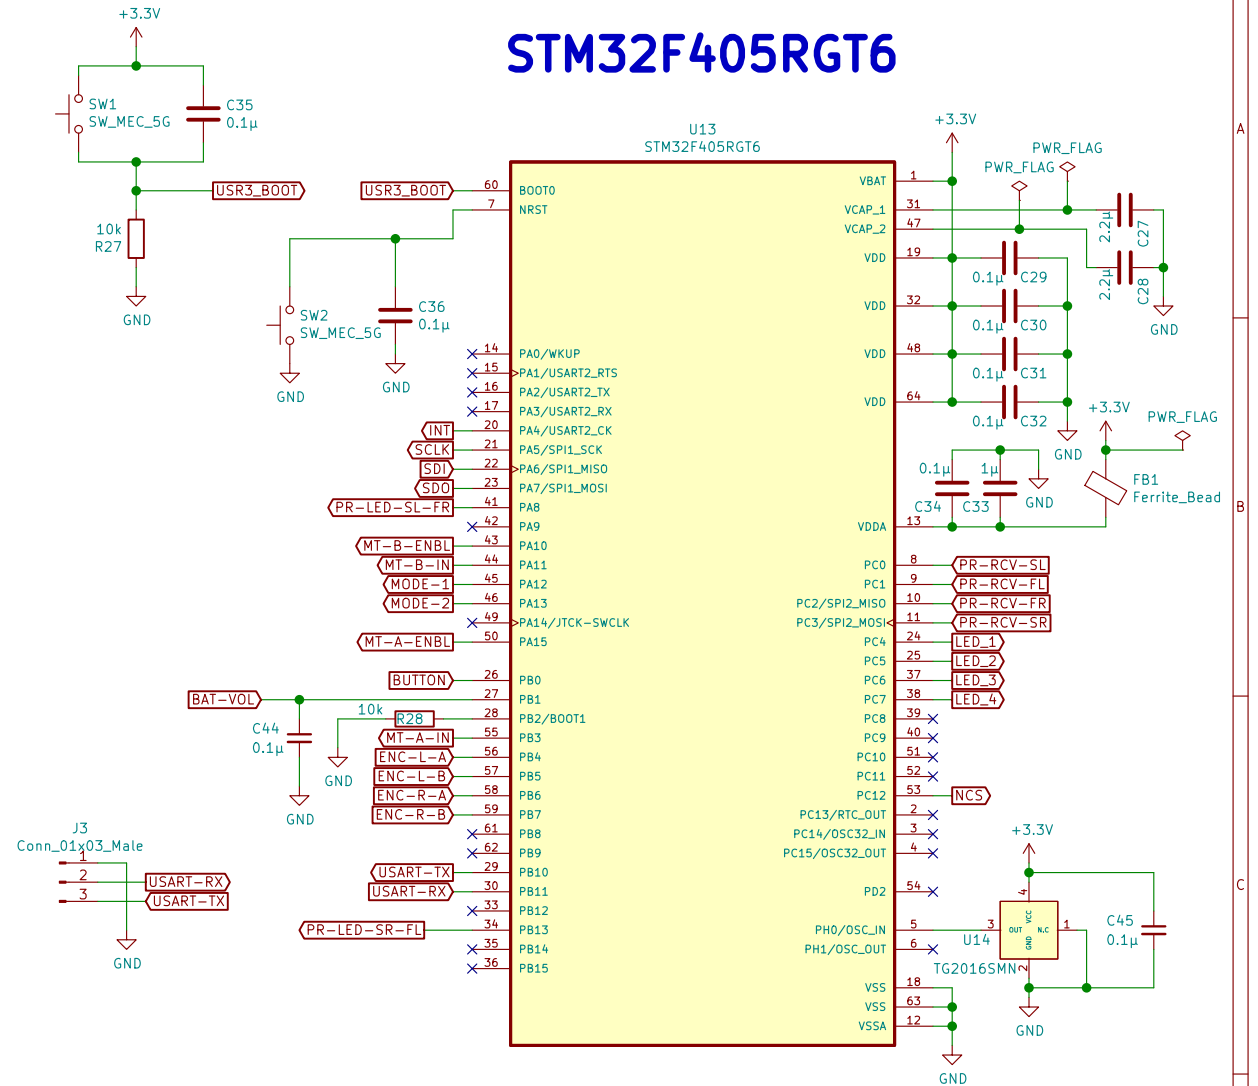 STM32F405RGT6
+3.3V
SW1
SW_MEC_5G
C35
0.1µ
USR3_BOOT
10k
R27
GND
USR3_BOOT
SW2
SW_MEC_5G
GND
C36
0.1µ
GND
U13
STM32F405RGT6
60 BOOT0
7 NRST
14 PA0/WKUP
15 PA1/USART2_RTS
16 PA2/USART2_TX
17 PA3/USART2_RX
INT 20 PA4/USART2_CK
SCLK 21 PA5/SPI1_SCK
SDI 22 PA6/SPI1_MISO
SDO 23 PA7/SPI1_MOSI
PR-LED-SL-FR 41 PA8
42 PA9
MT-B-ENBL 43 PA10
MT-B-IN 44 PA11
MODE-1 45 PA12
MODE-2 46 PA13
49 PA14/JTCK-SWCLK
MT-A-ENBL 50 PA15
BUTTON 26 PB0
BAT-VOL 27 PB1
10k R28 28 PB2/BOOT1
MT-A-IN 55 PB3
ENC-L-A 56 PB4
ENC-L-B 57 PB5
ENC-R-A 58 PB6
ENC-R-B 59 PB7
61 PB8
62 PB9
USART-TX 29 PB10
USART-RX 30 PB11
33 PB12
PR-LED-SR-FL 34 PB13
35 PB14
36 PB15
C44
0.1µ
GND
GND
J3
Conn_01x03_Male
1
2 USART-RX
3 USART-TX
GND
+3.3V
PWR_FLAG
PWR_FLAG
VBAT 1
VCAP_1 31
VCAP_2 47
VDD 19
VDD 32
VDD 48
VDD 64
2.2µ C27
2.2µ C28
GND
0.1µ C29
0.1µ C30
0.1µ C31
0.1µ C32
GND
+3.3V
PWR_FLAG
0.1µ
C34
1µ
C33
GND
FB1
Ferrite_Bead
VDDA 13
PC0 8 PR-RCV-SL
PC1 9 PR-RCV-FL
PC2/SPI2_MISO 10 PR-RCV-FR
PC3/SPI2_MOSI 11 PR-RCV-SR
PC4 24 LED_1
PC5 25 LED_2
PC6 37 LED_3
PC7 38 LED_4
PC8 39
PC9 40
PC10 51
PC11 52
PC12 53 NCS
PC13/RTC_OUT 2
PC14/OSC32_IN 3
PC15/OSC32_OUT 4
PD2 54
PH0/OSC_IN 5
PH1/OSC_OUT 6
VSS 18
VSS 63
VSSA 12
GND
+3.3V
4
VCC
3 OUT N.C 1
GND
2
U14
TG2016SMN
GND
C45
0.1µ
A
B
C